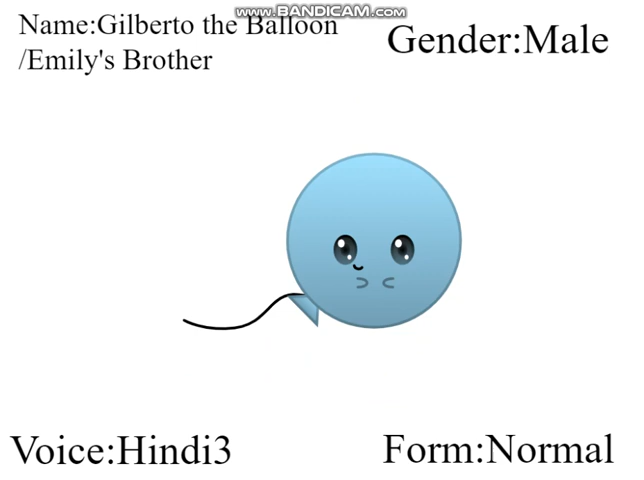 www.BANDICAM.com
Name:Gilberto the Balloon
/Emily's Brother
Gender:Male
Voice:Hindi3
Form:Normal